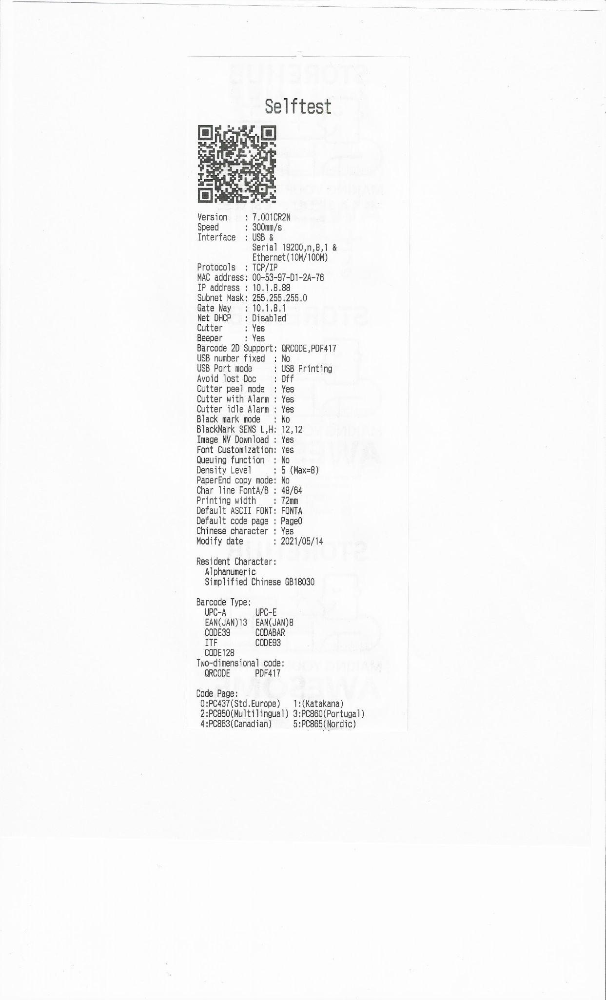 Selftest
Version    : 7.001CR2N
Speed      : 300mm/s
Interface  : USB &
Serial 19200,n,8,1 &
Ethernet(10M/100M)
Protocols  : TCP/IP
MAC address: 00-53-97-D1-2A-76
IP address : 10.1.8.88
Subnet Mask: 255.255.255.0
Gate Way   : 10.1.8.1
Net DHCP   : Disabled
Cutter     : Yes
Beeper     : Yes
Barcode 2D Support: QRCODE,PDF417
USB number fixed  : No
USB Port mode     : USB Printing
Avoid lost Doc    : Off
Cutter peel mode  : Yes
Cutter with Alarm : Yes
Cutter idle Alarm : Yes
Black mark mode   : No
BlackMark SENS L,H: 12,12
Image NV Download : Yes
Font Customization: Yes
Queuing function  : No
Density Level     : 5 (Max=8)
PaperEnd copy mode: No
Char line FontA/B : 48/64
Printing width    : 72mm
Default ASCII FONT: FONTA
Default code page : Page0
Chinese character : Yes
Modify date       : 2021/05/14
Resident Character:
Alphanumeric
Simplified Chinese GB18030
Barcode Type:
UPC-A       UPC-E
EAN(JAN)13  EAN(JAN)8
CODE39      CODABAR
ITF         CODE93
CODE128
Two-dimensional code:
QRCODE      PDF417
Code Page:
0:PC437(Std.Europe)   1:(Katakana)
2:PC850(Multilingual) 3:PC860(Portugal)
4:PC863(Canadian)     5:PC865(Nordic)